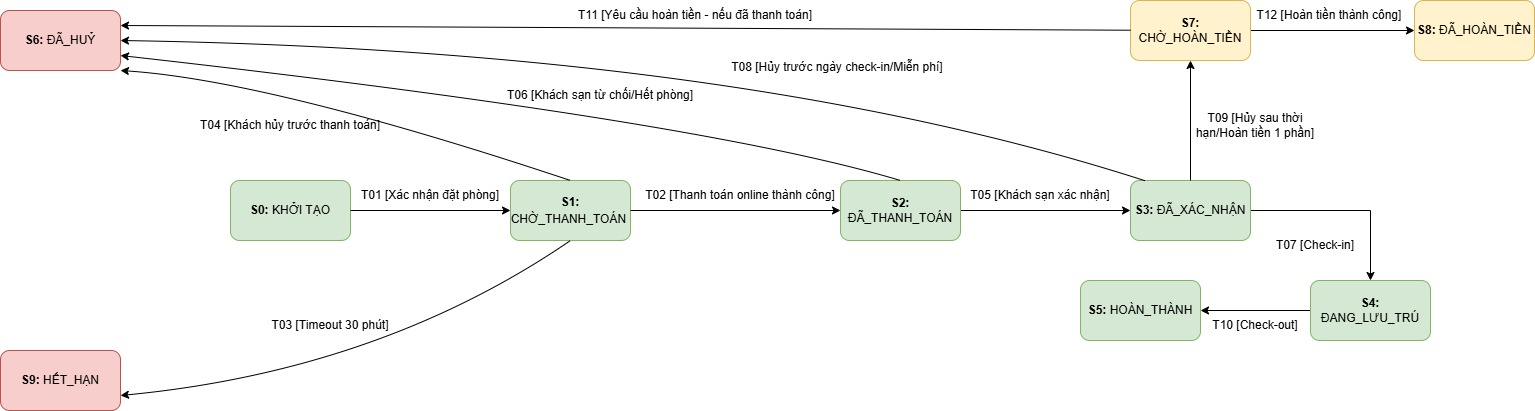 T11 [Yêu cầu hoàn tiền - nếu đã thanh toán]
S6: ĐÃ_HUỶ
S7:
CHỜ_HOÀN_TIỀN
T12 [Hoàn tiền thành công]
S8: ĐÃ_HOÀN_TIỀN
T08 [Hủy trước ngày check-in/Miễn phí]
T06 [Khách sạn từ chối/Hết phòng]
T04 [Khách hủy trước thanh toán]
T09 [Hủy sau thời
hạn/Hoàn tiền 1 phần]
S0: KHỞI TẠO
T01 [Xác nhận đặt phòng]
S1:
CHỜ_THANH_TOÁN
T02 [Thanh toán online thành công]
S2:
ĐÃ_THANH_TOÁN
T05 [Khách sạn xác nhận]
S3: ĐÃ_XÁC_NHẬN
T07 [Check-in]
S5: HOÀN_THÀNH
T10 [Check-out]
S4:
ĐANG_LƯU_TRÚ
T03 [Timeout 30 phút]
S9: HẾT_HẠN